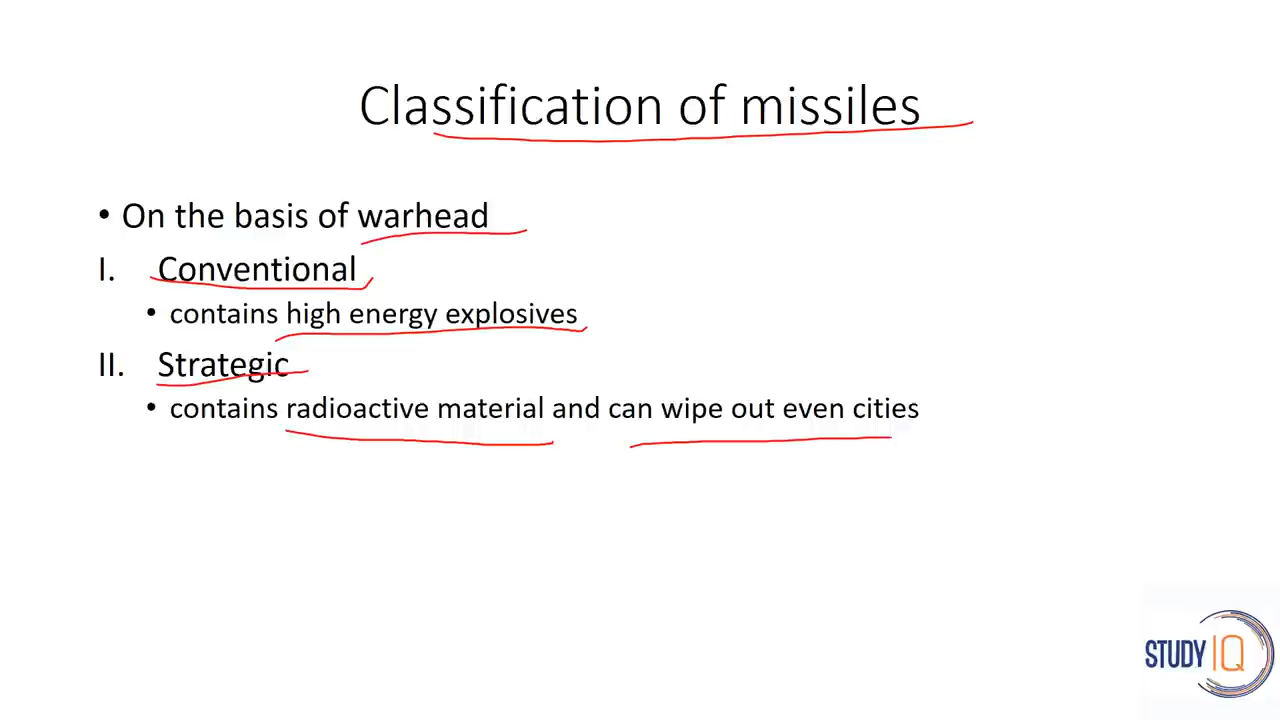 Classification of missiles
• On the basis of warhead
I. Conventional
• contains high energy explosives
II. Strategic
• contains radioactive material and can wipe out even cities
STUDY IQ